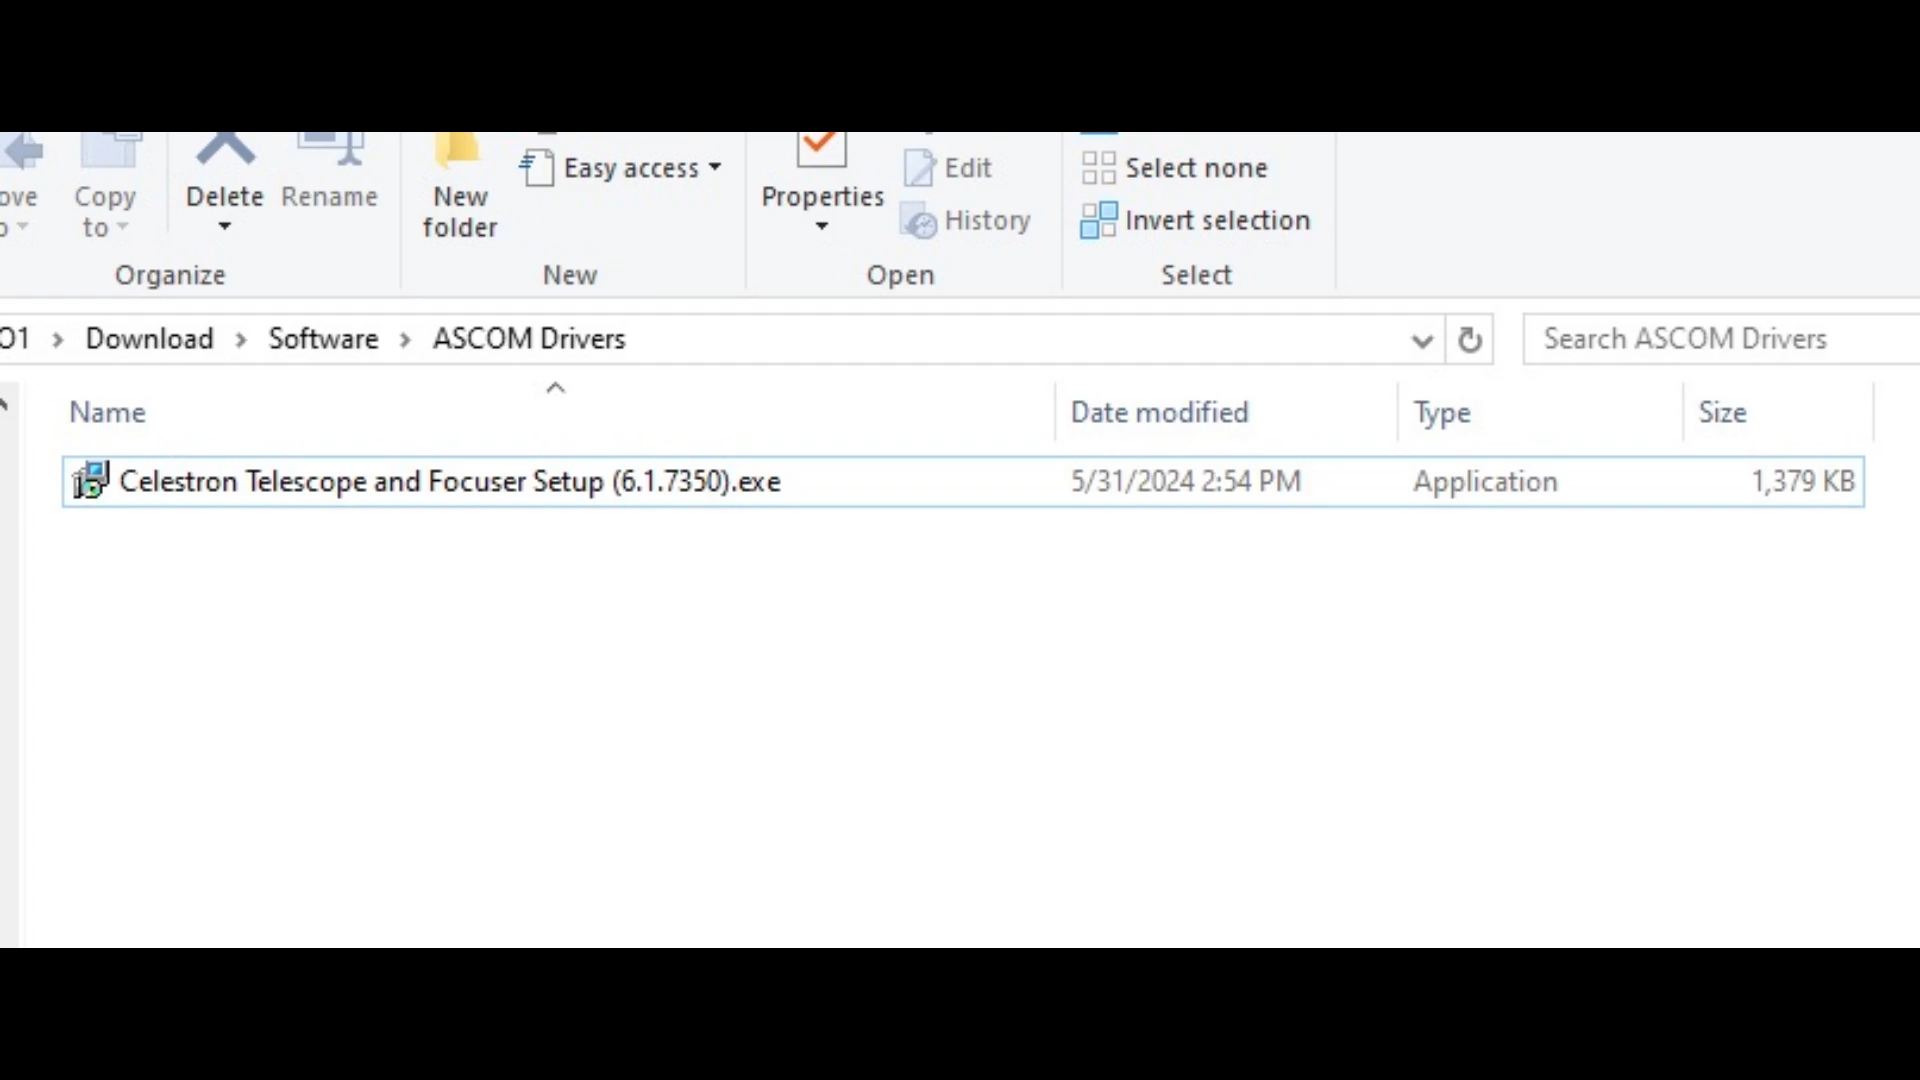 ove
Copy
to
Delete
Rename
New
folder
Easy access
Properties
Edit
History
Select none
Invert selection
Organize
New
Open
Select
01 > Download > Software > ASCOM Drivers
Search ASCOM Drivers
Name
Date modified
Type
Size
Celestron Telescope and Focuser Setup (6.1.7350).exe
5/31/2024 2:54 PM
Application
1,379 KB